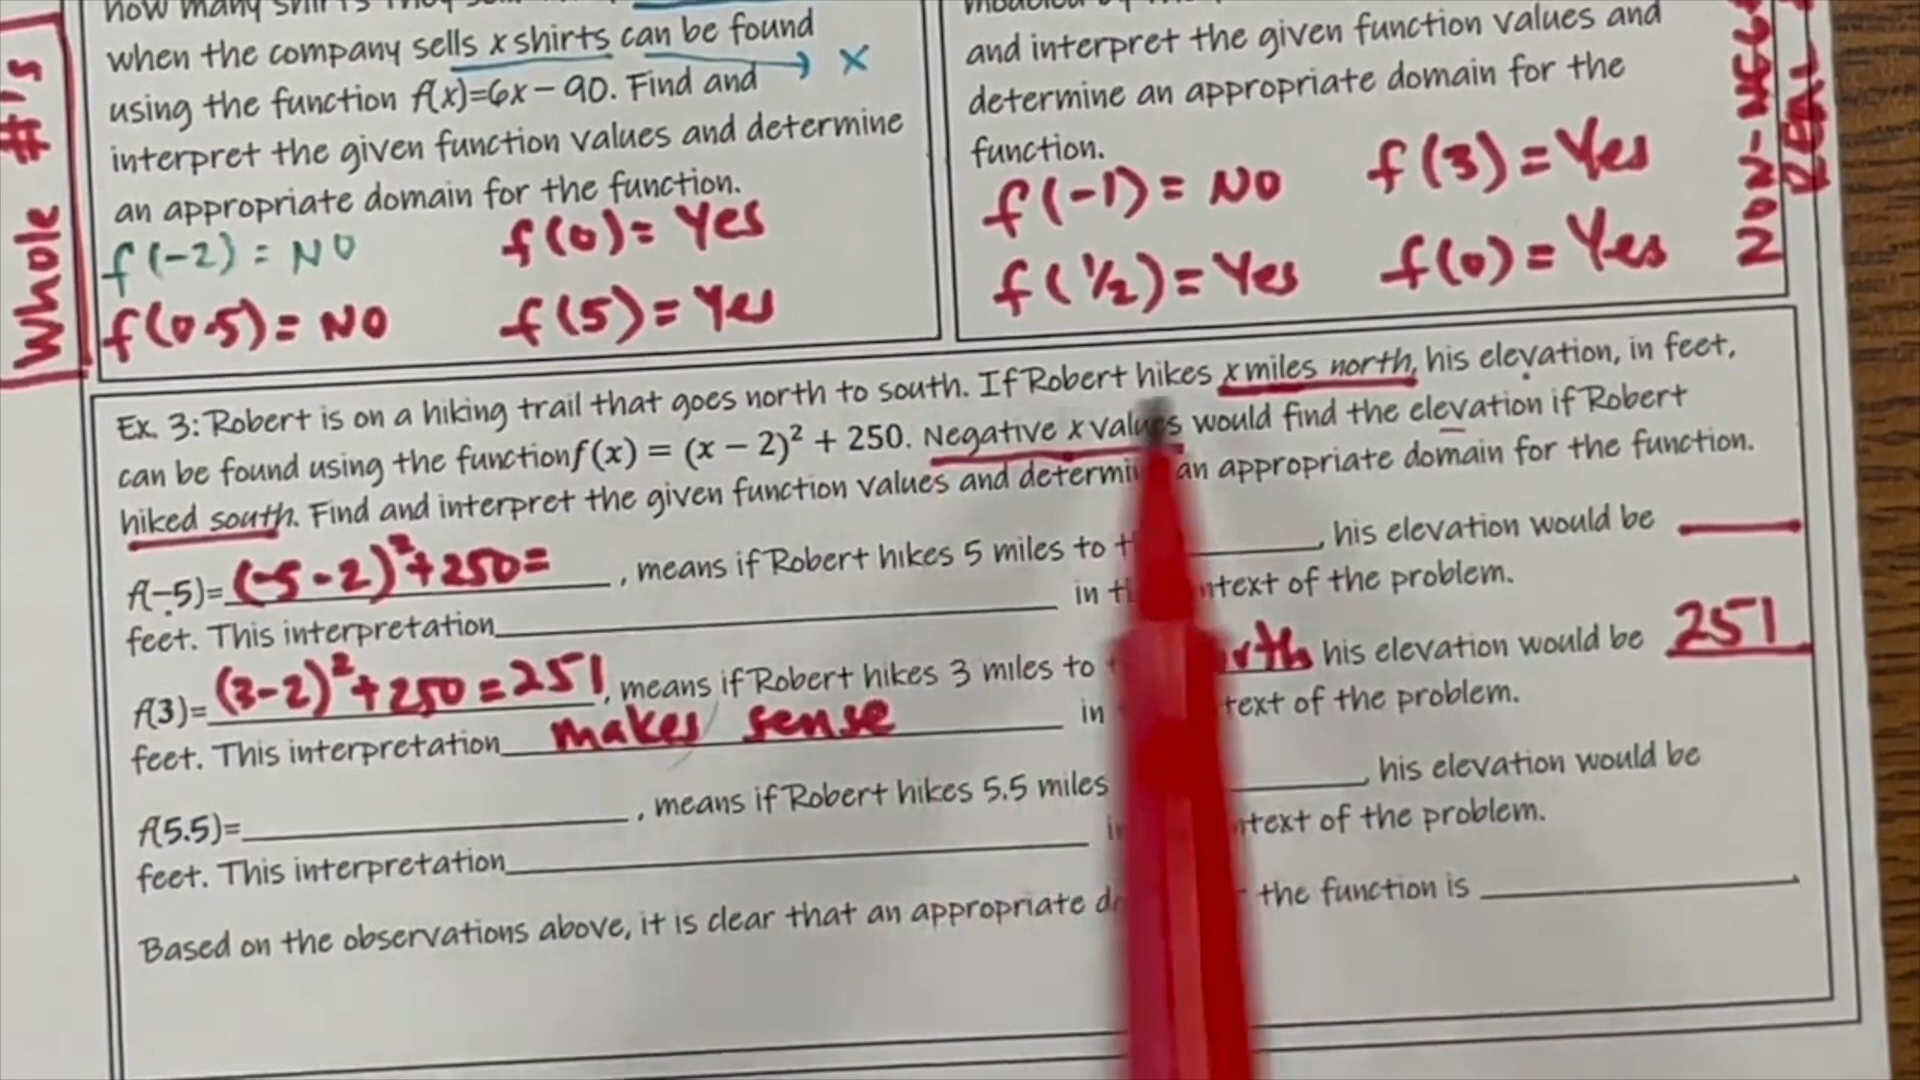 Whole #'s
how many shirts they sell
when the company sells x shirts can be found
→ x
using the function f(x)=6x-90. Find and
interpret the given function values and determine
an appropriate domain for the function.
f(-2) = NO
f(0) = Yes
f(0.5) = NO
f(5) = Yes
and interpret the given function values and
determine an appropriate domain for the
function.
f(-1) = NO
f(3) = Yes
f(1/2) = Yes
f(0) = Yes
REAL
Ex. 3: Robert is on a hiking trail that goes north to south. If Robert hikes x miles north, his elevation, in feet,
can be found using the function f(x) = (x - 2)² + 250. Negative x values would find the elevation if Robert
hiked south. Find and interpret the given function values and an appropriate domain for the function.
f(-5)= (-5-2)²+250= , means if Robert hikes 5 miles to , his elevation would be
feet. This interpretation in of the problem.
f(3)= (3-2)²+250=251, means if Robert hikes 3 miles to his elevation would be 251
feet. This interpretation makes sense in of the problem.
f(5.5)= , means if Robert hikes 5.5 miles , his elevation would be
feet. This interpretation of the problem.
Based on the observations above, it is clear that an appropriate the function is